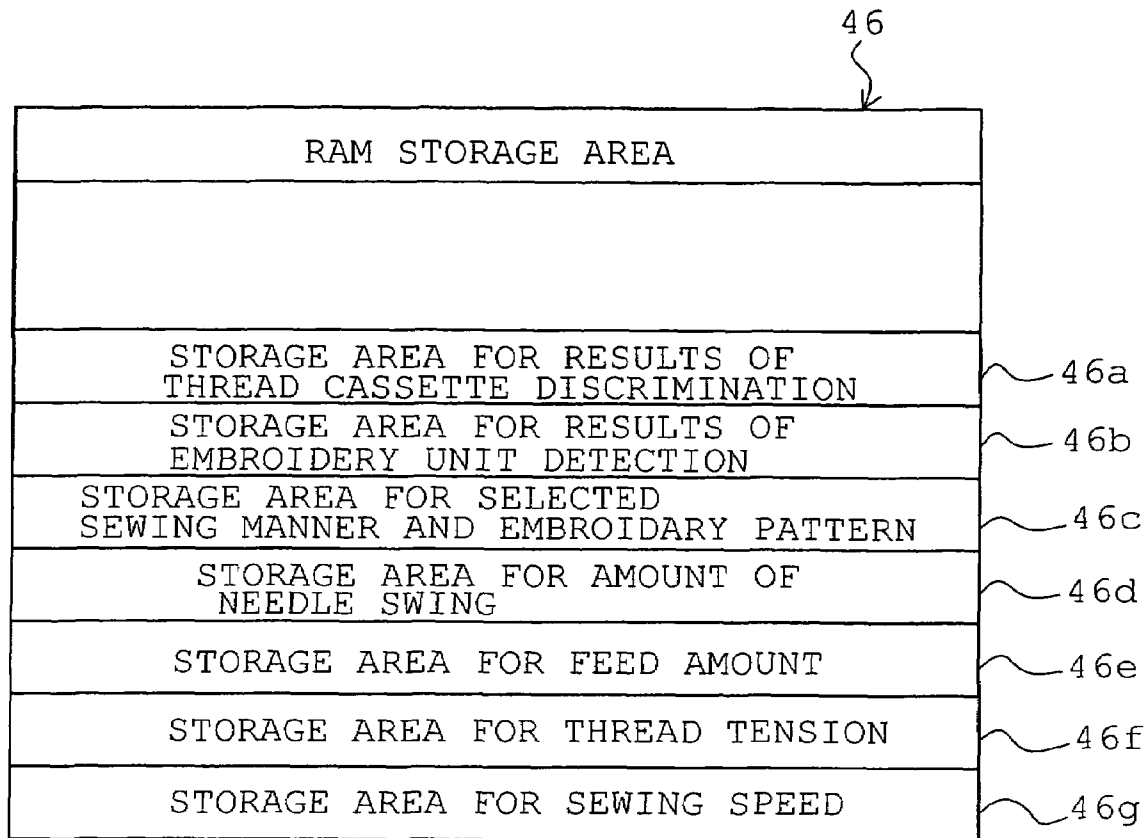 46
RAM STORAGE AREA
STORAGE AREA FOR RESULTS OF
THREAD CASSETTE DISCRIMINATION
46a
STORAGE AREA FOR RESULTS OF
EMBROIDERY UNIT DETECTION
46b
STORAGE AREA FOR SELECTED
SEWING MANNER AND EMBROIDARY PATTERN
46c
STORAGE AREA FOR AMOUNT OF
NEEDLE SWING
46d
STORAGE AREA FOR FEED AMOUNT
46e
STORAGE AREA FOR THREAD TENSION
46f
STORAGE AREA FOR SEWING SPEED
46g